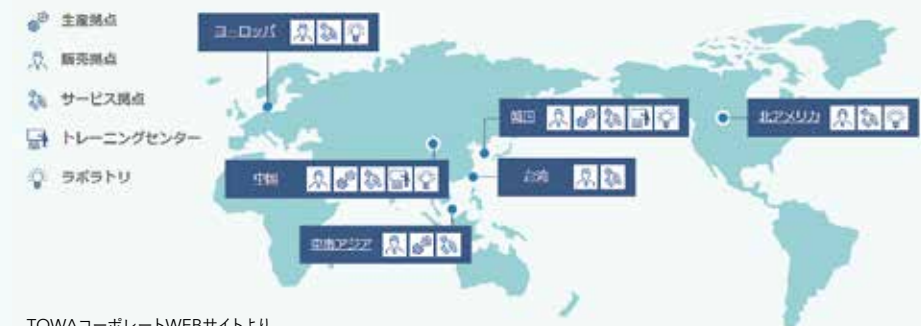 生産拠点
販売拠点
サービス拠点
トレーニングセンター
ラボラトリ
ヨーロッパ
韓国
北アメリカ
中国
台湾
東南アジア
TOWAコーポレートWEBサイトより